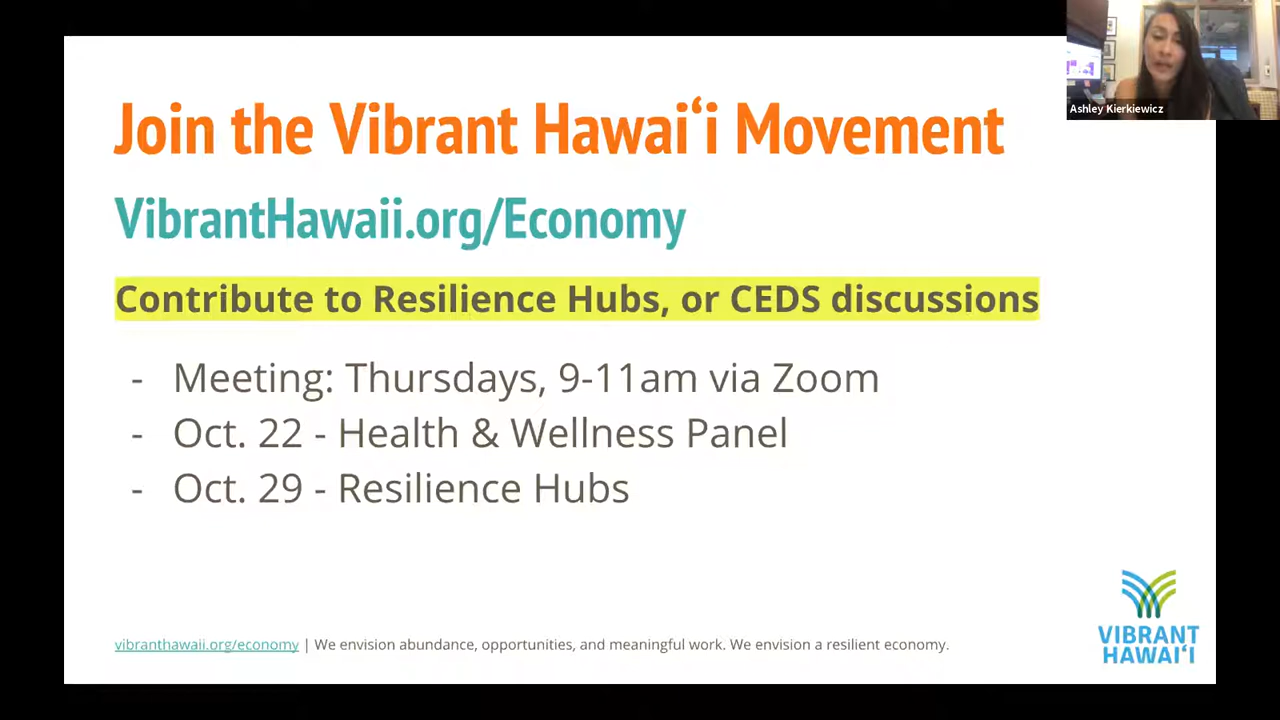 Join the Vibrant Hawaiʻi Movement
Ashley Kierkiewicz
VibrantHawaii.org/Economy
Contribute to Resilience Hubs, or CEDS discussions
- Meeting: Thursdays, 9-11am via Zoom
- Oct. 22 - Health & Wellness Panel
- Oct. 29 - Resilience Hubs
vibranthawaii.org/economy | We envision abundance, opportunities, and meaningful work. We envision a resilient economy.
VIBRANT
HAWAIʻI